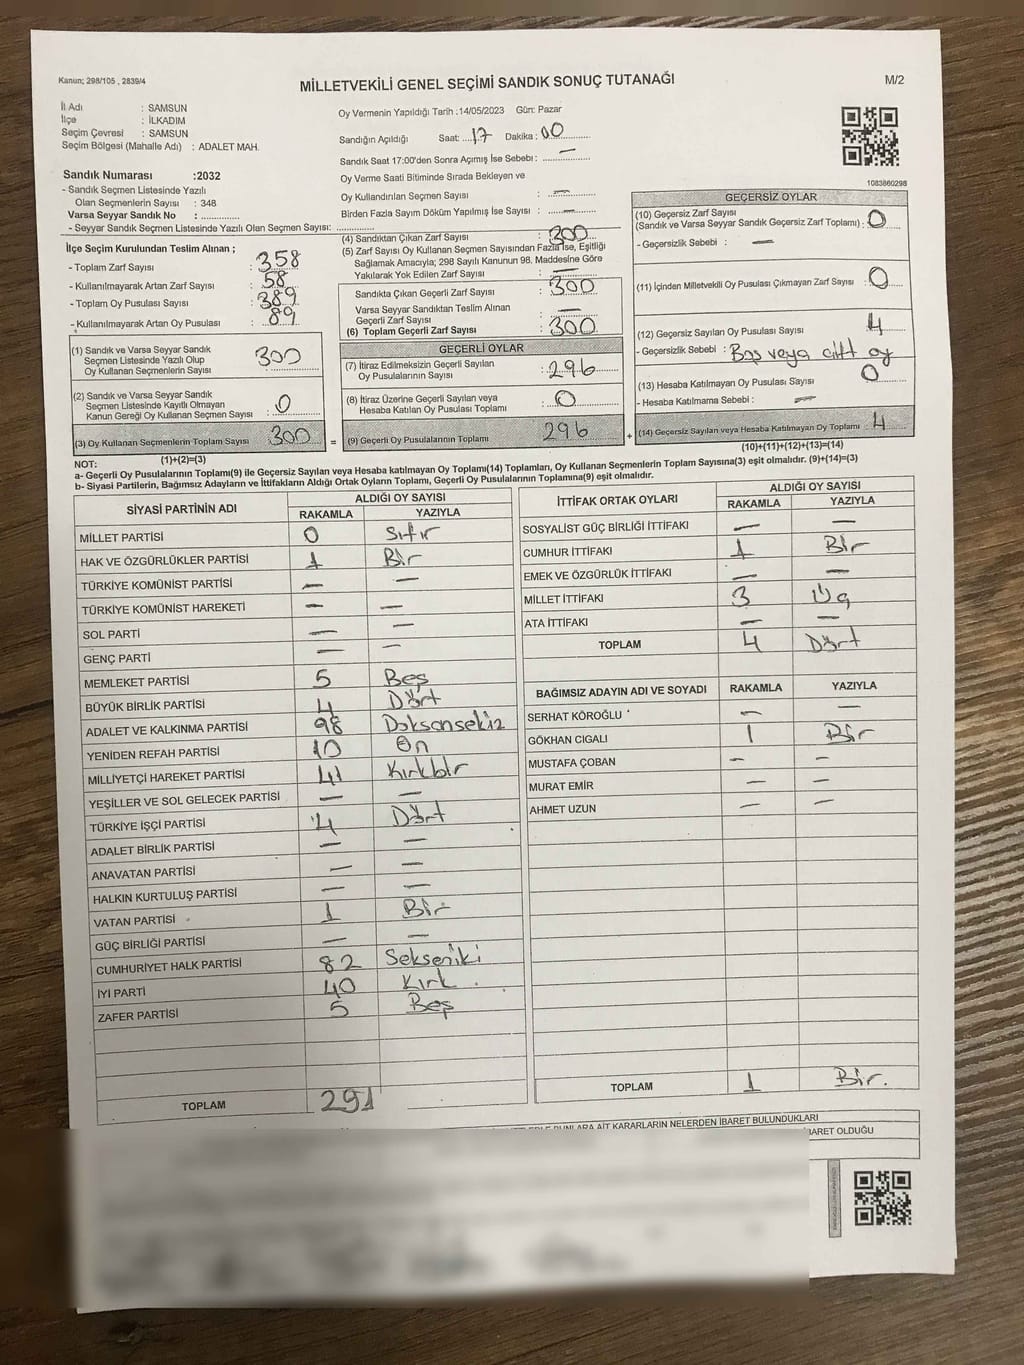 Kanun; 298/105 , 2839/4
MİLLETVEKİLİ GENEL SEÇİMİ SANDIK SONUÇ TUTANAĞI
M/2
İl Adı : SAMSUN
İlçe : İLKADIM
Seçim Çevresi : SAMSUN
Seçim Bölgesi (Mahalle Adı) : ADALET MAH.
Sandık Numarası :2032
- Sandık Seçmen Listesinde Yazılı
Olan Seçmenlerin Sayısı : 348
Varsa Seyyar Sandık No : ..............
- Seyyar Sandık Seçmen Listesinde Yazılı Olan Seçmen Sayısı: ..............
Oy Vermenin Yapıldığı Tarih :14/05/2023 Gün: Pazar
Sandığın Açıldığı Saat: 17 Dakika : 00
Sandık Saat 17:00'den Sonra Açılmış İse Sebebi : —
Oy Verme Saati Bitiminde Sırada Bekleyen ve
Oy Kullandırılan Seçmen Sayısı : —
Birden Fazla Sayım Döküm Yapılmış İse Sayısı : —
1083860298
İlçe Seçim Kurulundan Teslim Alınan ;
- Toplam Zarf Sayısı : 358
- Kullanılmayarak Artan Zarf Sayısı : 58
- Toplam Oy Pusulası Sayısı : 389
- Kullanılmayarak Artan Oy Pusulası : 89
(4) Sandıktan Çıkan Zarf Sayısı : 300
(5) Zarf Sayısı Oy Kullanan Seçmen Sayısından Fazla İse, Eşitliği
Sağlamak Amacıyla; 298 Sayılı Kanunun 98. Maddesine Göre
Yakılarak Yok Edilen Zarf Sayısı : —
Sandıkta Çıkan Geçerli Zarf Sayısı : 300
Varsa Seyyar Sandıktan Teslim Alınan
Geçerli Zarf Sayısı : —
(6) Toplam Geçerli Zarf Sayısı : 300
GEÇERSİZ OYLAR
(10) Geçersiz Zarf Sayısı
(Sandık ve Varsa Seyyar Sandık Geçersiz Zarf Toplamı) : 0
- Geçersizlik Sebebi : —
(11) İçinden Milletvekili Oy Pusulası Çıkmayan Zarf Sayısı : 0
(12) Geçersiz Sayılan Oy Pusulası Sayısı : 4
- Geçersizlik Sebebi : Boş veya çift oy
(13) Hesaba Katılmayan Oy Pusulası Sayısı : 0
- Hesaba Katılmama Sebebi : —
(14) Geçersiz Sayılan veya Hesaba Katılmayan Oy Toplamı : 4
(10)+(11)+(12)+(13)=(14)
(1) Sandık ve Varsa Seyyar Sandık
Seçmen Listesinde Yazılı Olup
Oy Kullanan Seçmenlerin Sayısı : 300
(2) Sandık ve Varsa Seyyar Sandık
Seçmen Listesinde Kayıtlı Olmayan
Kanun Gereği Oy Kullanan Seçmen Sayısı : 0
(3) Oy Kullanan Seçmenlerin Toplam Sayısı : 300
(1)+(2)=(3)
GEÇERLİ OYLAR
(7) İtiraz Edilmeksizin Geçerli Sayılan
Oy Pusulalarının Sayısı : 296
(8) İtiraz Üzerine Geçerli Sayılan veya
Hesaba Katılan Oy Pusulası Toplamı : 0
= (9) Geçerli Oy Pusulalarının Toplamı 296 +
NOT:
a- Geçerli Oy Pusulalarının Toplamı(9) ile Geçersiz Sayılan veya Hesaba katılmayan Oy Toplamı(14) Toplamları, Oy Kullanan Seçmenlerin Toplam Sayısına(3) eşit olmalıdır. (9)+(14)=(3)
b- Siyasi Partilerin, Bağımsız Adayların ve İttifakların Aldığı Ortak Oyların Toplamı, Geçerli Oy Pusulalarının Toplamına(9) eşit olmalıdır.
SİYASİ PARTİNİN ADI ALDIĞI OY SAYISI
RAKAMLA YAZIYLA
MİLLET PARTİSİ 0 Sıfır
HAK VE ÖZGÜRLÜKLER PARTİSİ 1 Bir
TÜRKİYE KOMÜNİST PARTİSİ — —
TÜRKİYE KOMÜNİST HAREKETİ — —
SOL PARTİ — —
GENÇ PARTİ — —
MEMLEKET PARTİSİ 5 Beş
BÜYÜK BİRLİK PARTİSİ 4 Dört
ADALET VE KALKINMA PARTİSİ 98 Doksansekiz
YENİDEN REFAH PARTİSİ 10 On
MİLLİYETÇİ HAREKET PARTİSİ 41 Kırkbir
YEŞİLLER VE SOL GELECEK PARTİSİ — —
TÜRKİYE İŞÇİ PARTİSİ 4 Dört
ADALET BİRLİK PARTİSİ — —
ANAVATAN PARTİSİ — —
HALKIN KURTULUŞ PARTİSİ — —
VATAN PARTİSİ 1 Bir
GÜÇ BİRLİĞİ PARTİSİ — —
CUMHURİYET HALK PARTİSİ 82 Sekseniki
İYİ PARTİ 40 Kırk
ZAFER PARTİSİ 5 Beş
TOPLAM 291
İTTİFAK ORTAK OYLARI ALDIĞI OY SAYISI
RAKAMLA YAZIYLA
SOSYALİST GÜÇ BİRLİĞİ İTTİFAKI — —
CUMHUR İTTİFAKI 1 Bir
EMEK VE ÖZGÜRLÜK İTTİFAKI — —
MİLLET İTTİFAKI 3 Üç
ATA İTTİFAKI — —
TOPLAM 4 Dört
BAĞIMSIZ ADAYIN ADI VE SOYADI RAKAMLA YAZIYLA
SERHAT KÖROĞLU — —
GÖKHAN CIGALI 1 Bir
MUSTAFA ÇOBAN — —
MURAT EMİR — —
AHMET UZUN — —
TOPLAM 1 Bir.
BUNLARA AİT KARARLARIN NELERDEN İBARET BULUNDUKLARI
İBARET OLDUĞU